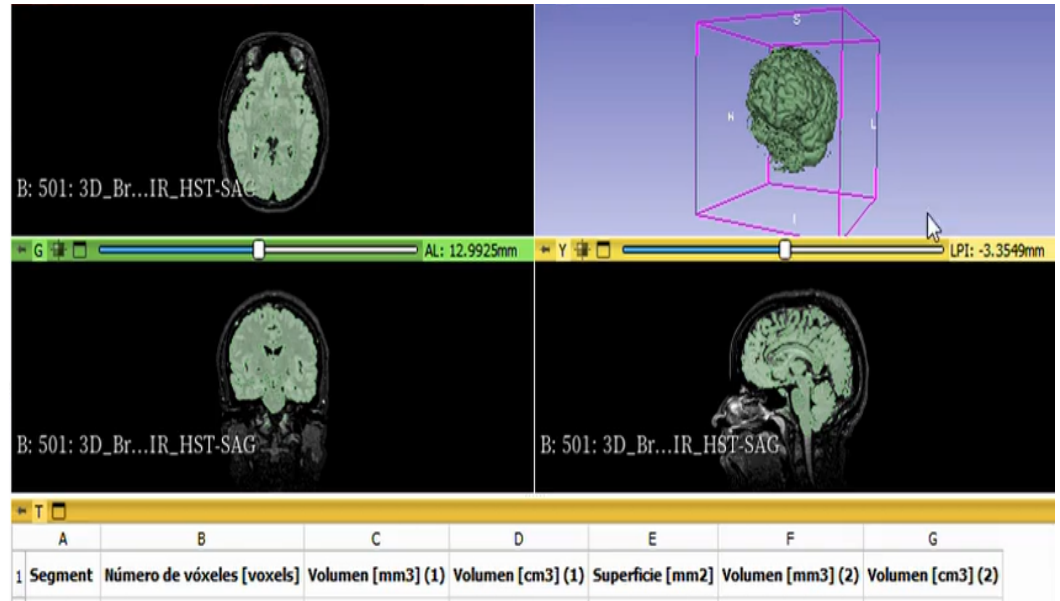 S
R
L
I
B: 501: 3D_Br...IR_HST-SAG
G AL: 12.9925mm
Y LPI: -3.3549mm
B: 501: 3D_Br...IR_HST-SAG
B: 501: 3D_Br...IR_HST-SAG
T
A B C D E F G
1 Segment Número de vóxeles [voxels] Volumen [mm3] (1) Volumen [cm3] (1) Superficie [mm2] Volumen [mm3] (2) Volumen [cm3] (2)